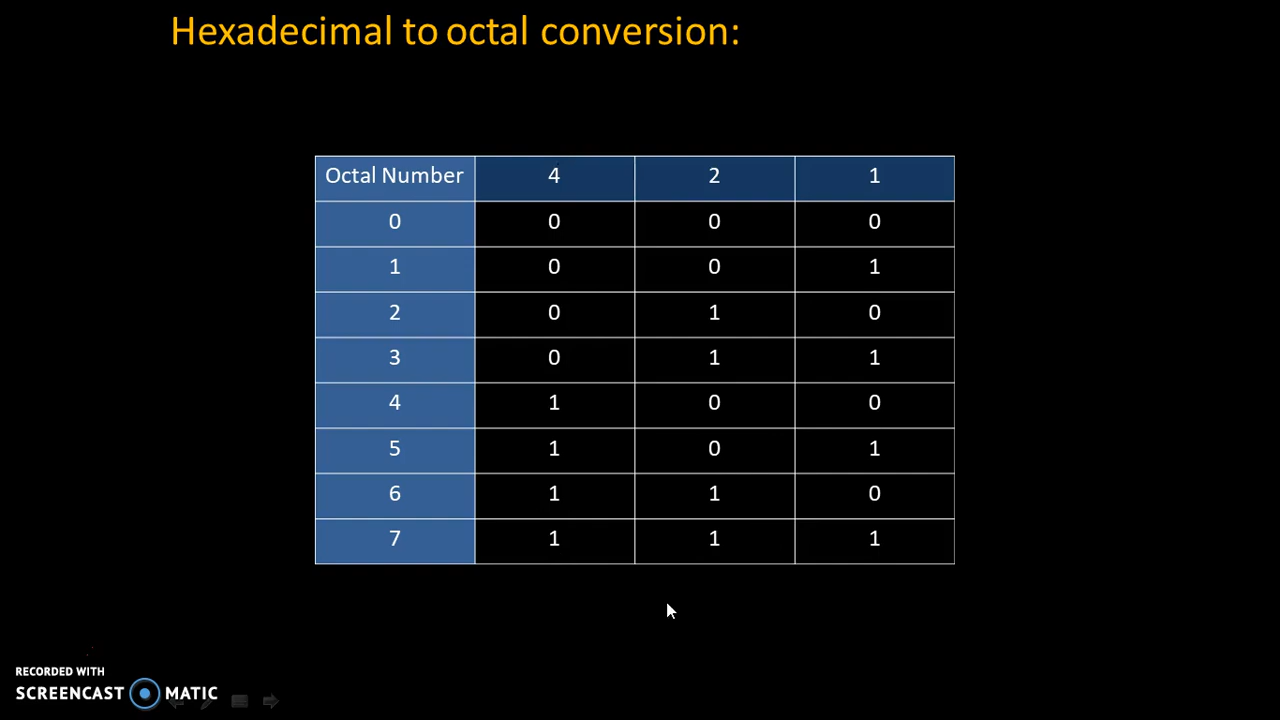 Hexadecimal to octal conversion:
Octal Number 4 2 1
0 0 0 0
1 0 0 1
2 0 1 0
3 0 1 1
4 1 0 0
5 1 0 1
6 1 1 0
7 1 1 1
RECORDED WITH
SCREENCAST MATIC